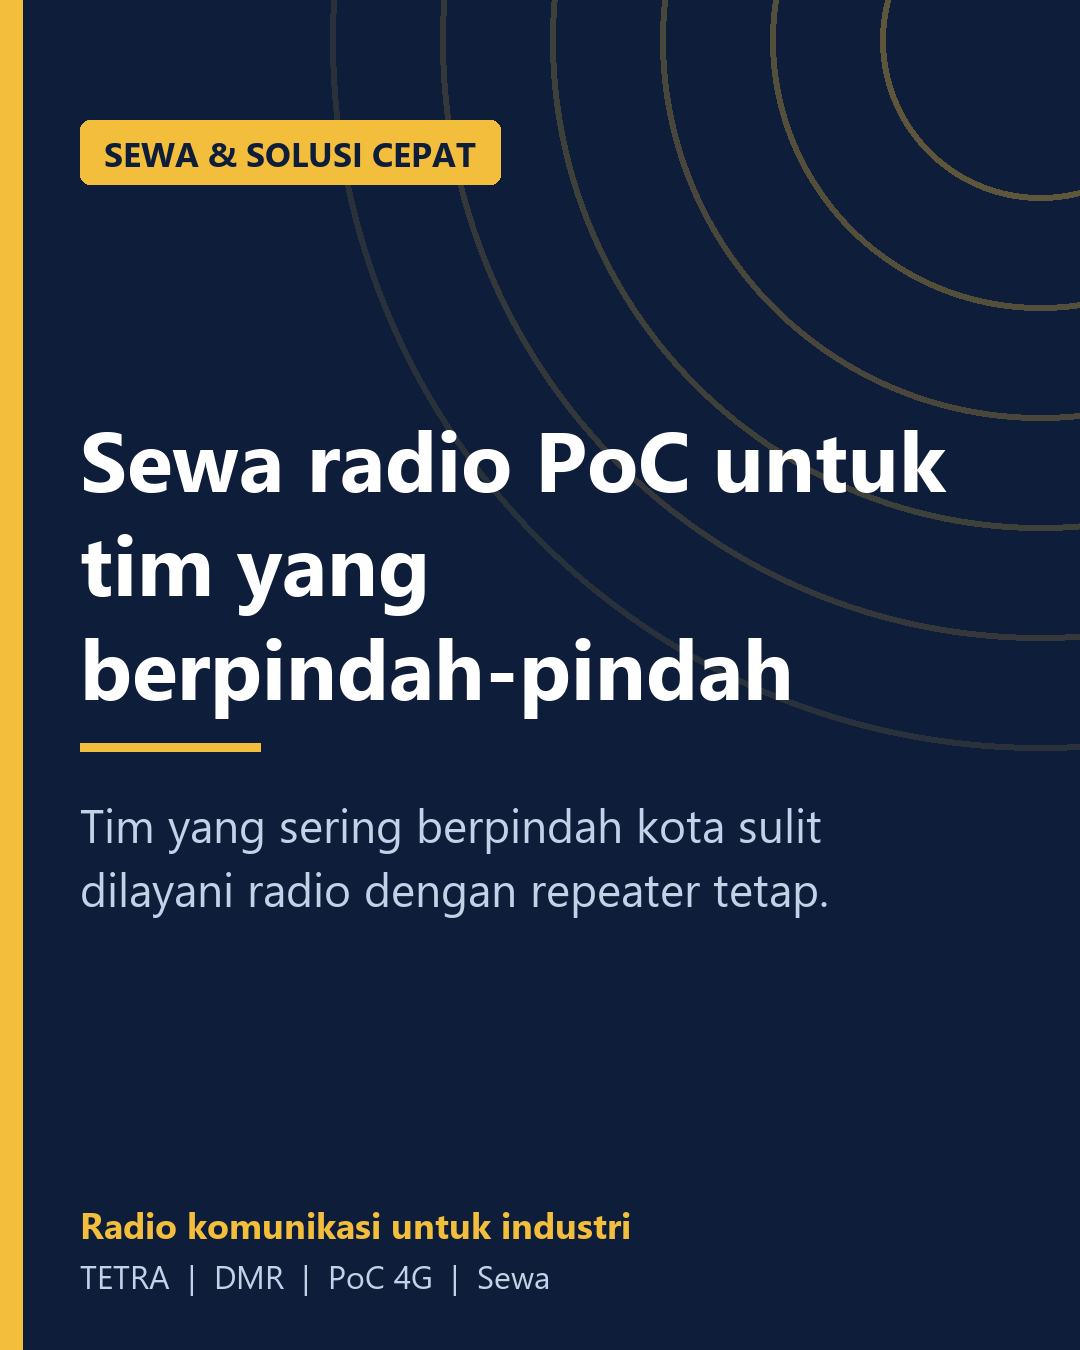 SEWA & SOLUSI CEPAT
Sewa radio PoC untuk
tim yang
berpindah-pindah
Tim yang sering berpindah kota sulit
dilayani radio dengan repeater tetap.
Radio komunikasi untuk industri
TETRA | DMR | PoC 4G | Sewa